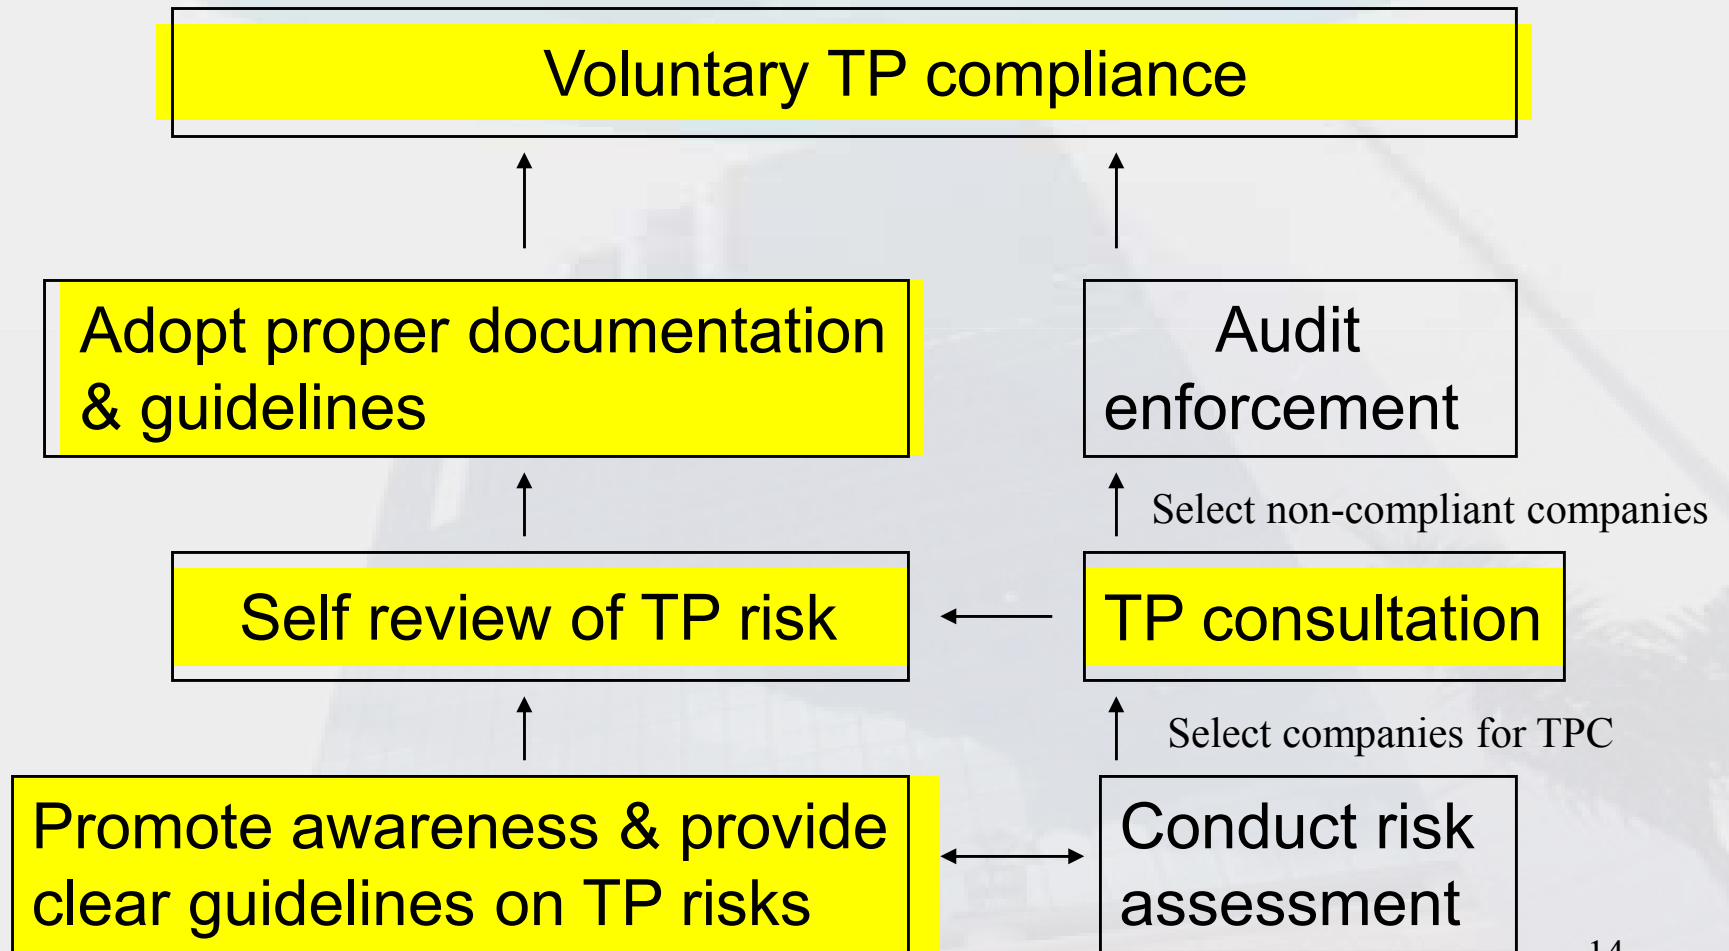 Voluntary TP compliance
Adopt proper documentation
& guidelines
Audit
enforcement
Select non-compliant companies
Self review of TP risk
TP consultation
Select companies for TPC
Promote awareness & provide
clear guidelines on TP risks
Conduct risk
assessment
14